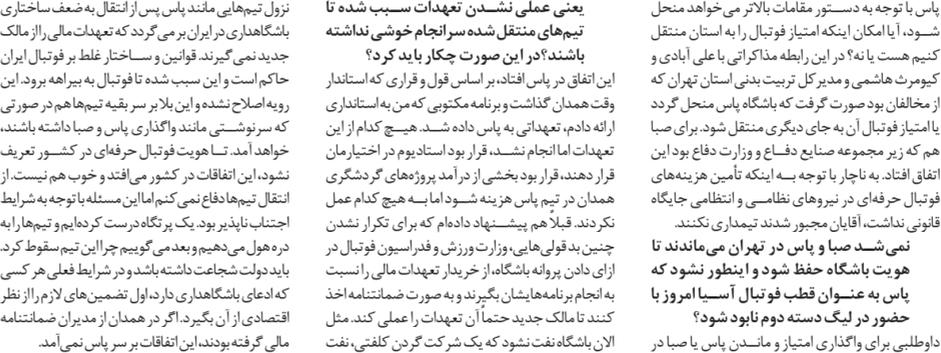 پاس با توجه به دستور مقامات بالاتر می‌خواهد منحل
شود، آیا امکان اینکه امتیاز فوتبال را به استان منتقل
کنیم هست یا نه؟ در این رابطه مذاکراتی با علی آبادی و
کیومرث هاشمی و مدیر کل تربیت بدنی استان تهران که
از مخالفان بود صورت گرفت که باشگاه پاس منحل گردد
یا امتیاز فوتبال آن به جای دیگری منتقل شود. برای صبا
هم که زیر مجموعه صنایع دفاع و وزارت دفاع بود این
اتفاق افتاد. به ناچار با توجه به اینکه تأمین هزینه‌های
فوتبال حرفه‌ای در نیروهای نظامی و انتظامی جایگاه
قانونی نداشت، آقایان مجبور شدند تیمداری نکنند.
نمی‌شد صبا و پاس در تهران می‌ماندند تا
هویت باشگاه حفظ شود و اینطور نشود که
پاس به عنوان قطب فوتبال آسیا امروز با
حضور در لیگ دسته دوم نابود شود؟
داوطلبی برای واگذاری امتیاز و ماندن پاس یا صبا در
یعنی عملی نشدن تعهدات سبب شده تا
تیم‌های منتقل شده سرانجام خوشی نداشته
باشند؟در این صورت چکار باید کرد؟
این اتفاق در پاس افتاد، بر اساس قول و قراری که استاندار
وقت همدان گذاشت و برنامه مکتوبی که من به استانداری
ارائه دادم، تعهداتی به پاس داده شد. هیچ کدام از این
تعهدات اما انجام نشد، قرار بود استادیوم در اختیارمان
قرار دهند، قرار بود بخشی از درآمد پروژه‌های گردشگری
همدان در تیم پاس هزینه شود اما به هیچ کدام عمل
نکردند. قبلاً هم پیشنهاد داده‌ام که برای تکرار نشدن
چنین بدقولی‌هایی، وزارت ورزش و فدراسیون فوتبال در
ازای دادن پروانه باشگاه، از خریدار تعهدات مالی را نسبت
به انجام برنامه‌هایشان بگیرند و به صورت ضمانتنامه اخذ
کنند تا مالک جدید حتماً آن تعهدات را عملی کند. مثل
الان باشگاه نفت نشود که یک شرکت گردن کلفتی، نفت
نزول تیم‌هایی مانند پاس پس از انتقال به ضعف ساختاری
باشگاهداری در ایران بر می‌گردد که تعهدات مالی را از مالک
جدید نمی‌گیرند. قوانین و ساختار غلط بر فوتبال ایران
حاکم است و این سبب شده تا فوتبال به بیراهه برود. این
رویه اصلاح نشده و این بلا بر سر بقیه تیم‌ها هم در صورتی
که سرنوشتی مانند واگذاری پاس و صبا داشته باشند،
خواهد آمد. تا هویت فوتبال حرفه‌ای در کشور تعریف
نشود، این اتفاقات در کشور می‌افتد و خوب هم نیست. از
انتقال تیم‌ها دفاع نمی‌کنم اما این مسئله با توجه به شرایط
اجتناب ناپذیر بود. یک پرتگاه درست کرده‌ایم و تیم‌ها را به
دره هول می‌دهیم و بعد می‌گوییم چرا این تیم سقوط کرد.
باید دولت شجاعت داشته باشد و در شرایط فعلی هر کسی
که ادعای باشگاهداری دارد، اول تضمین‌های لازم را از نظر
اقتصادی از آن بگیرد. اگر در همدان از مدیران ضمانتنامه
مالی گرفته بودند، این اتفاقات بر سر پاس نمی‌آمد.